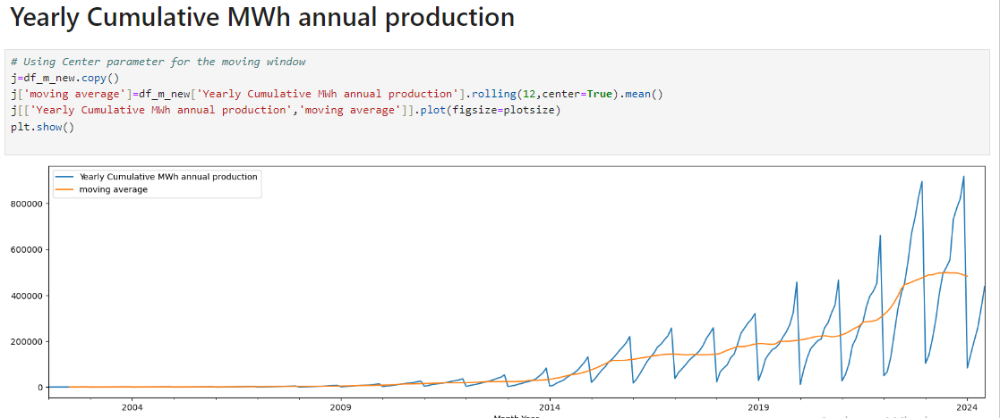 Yearly Cumulative MWh annual production
# Using Center parameter for the moving window
j=df_m_new.copy()
j['moving average']=df_m_new['Yearly Cumulative MWh annual production'].rolling(12,center=True).mean()
j[['Yearly Cumulative MWh annual production','moving average']].plot(figsize=plotsize)
plt.show()
Yearly Cumulative MWh annual production
moving average
800000
600000
400000
200000
0
2004 2009 2014 2019 2024
Month Year